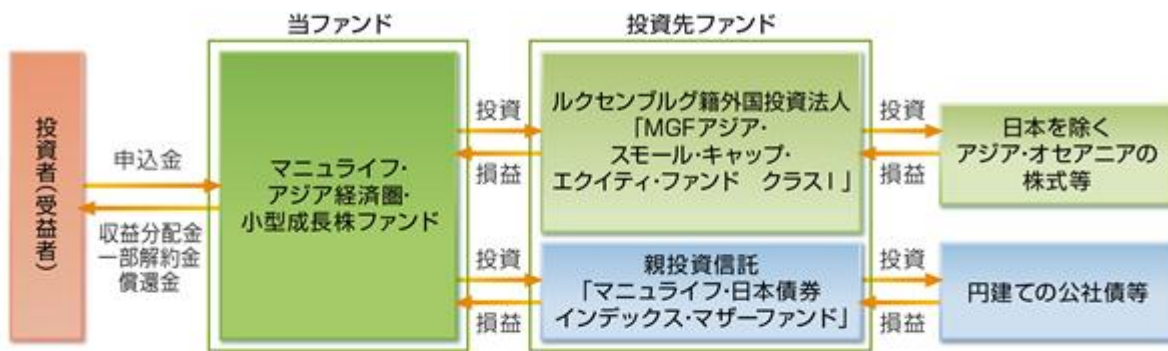 当ファンド
投資先ファンド
投資者(受益者)
申込金
収益分配金
一部解約金
償還金
マニュライフ・
アジア経済圏・
小型成長株ファンド
投資
損益
ルクセンブルグ籍外国投資法人
「MGFアジア・
スモール・キャップ・
エクイティ・ファンド　クラスI」
投資
損益
日本を除く
アジア・オセアニアの
株式等
投資
損益
親投資信託
「マニュライフ・日本債券
インデックス・マザーファンド」
投資
損益
円建ての公社債等